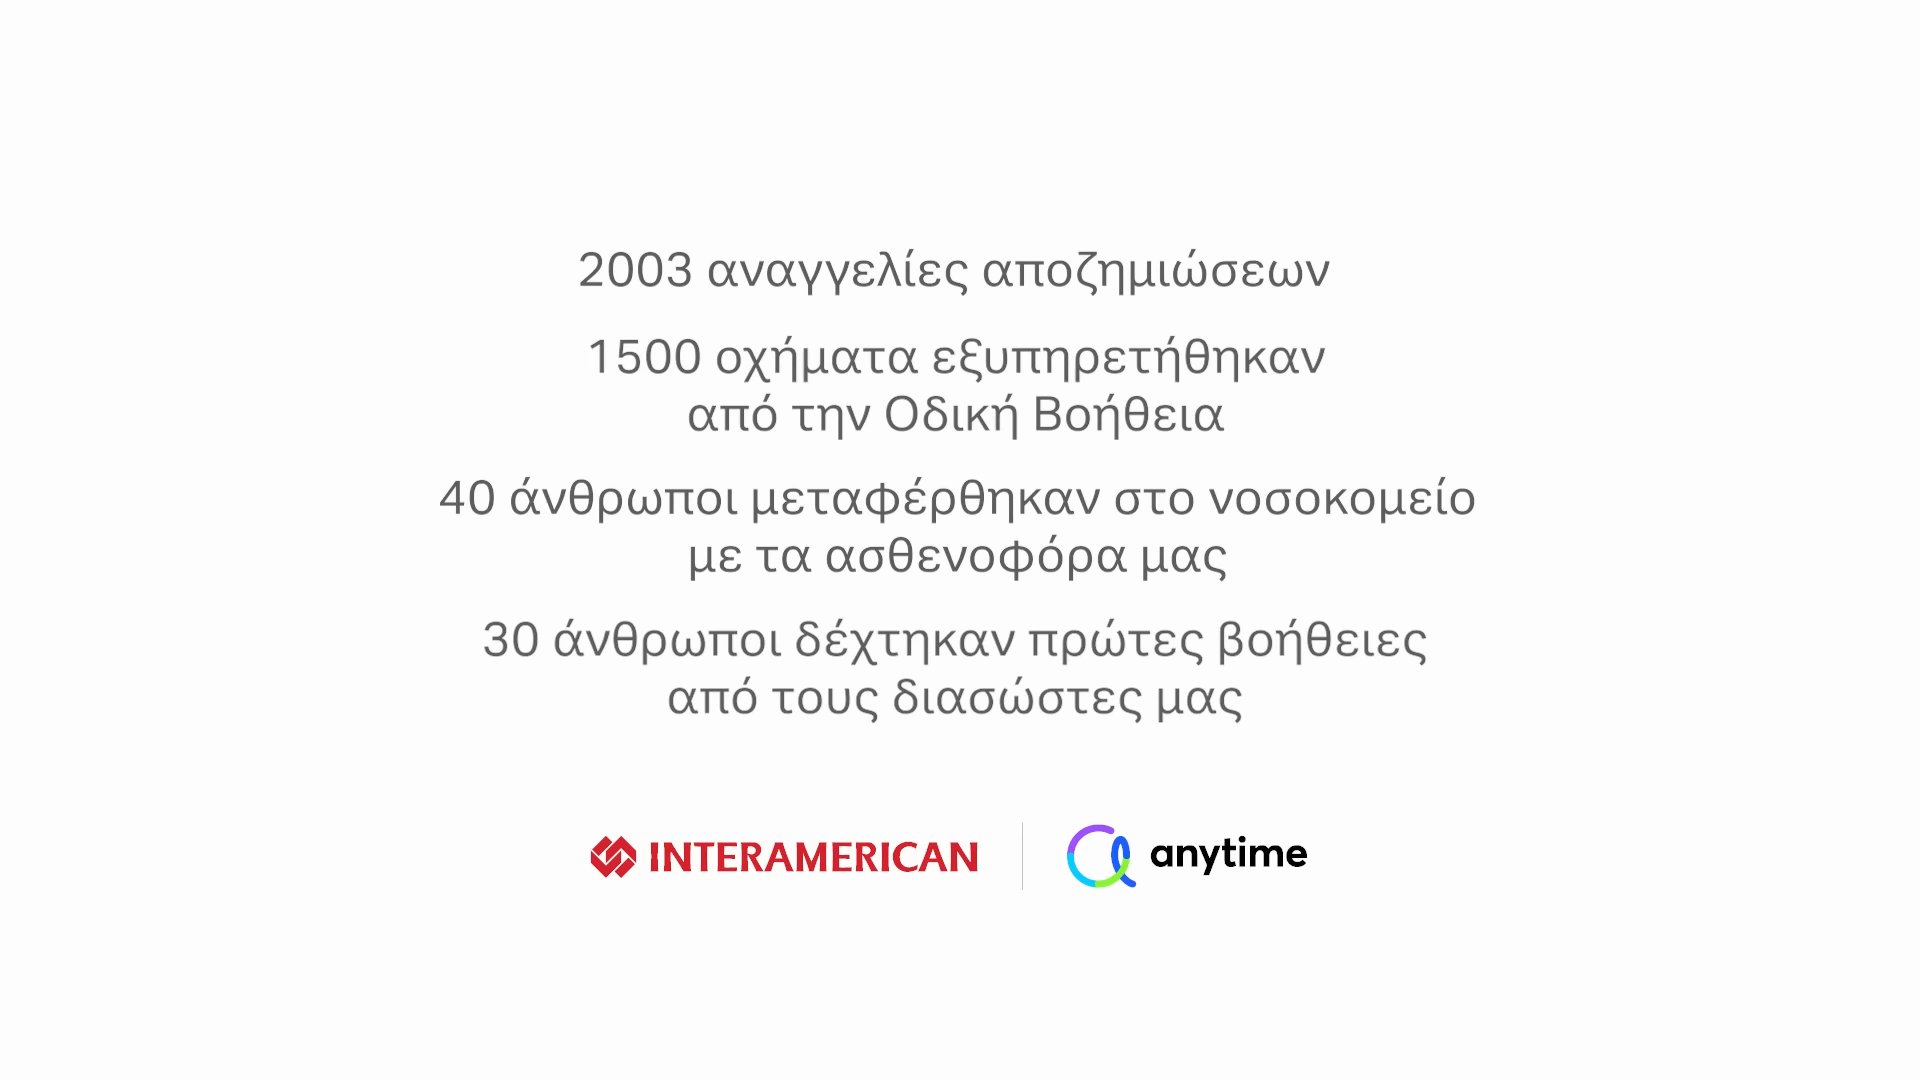 2003 αναγγελίες αποζημιώσεων
1500 οχήματα εξυπηρετήθηκαν
από την Οδική Βοήθεια
40 άνθρωποι μεταφέρθηκαν στο νοσοκομείο
με τα ασθενοφόρα μας
30 άνθρωποι δέχτηκαν πρώτες βοήθειες
από τους διασώστες μας
INTERAMERICAN
anytime